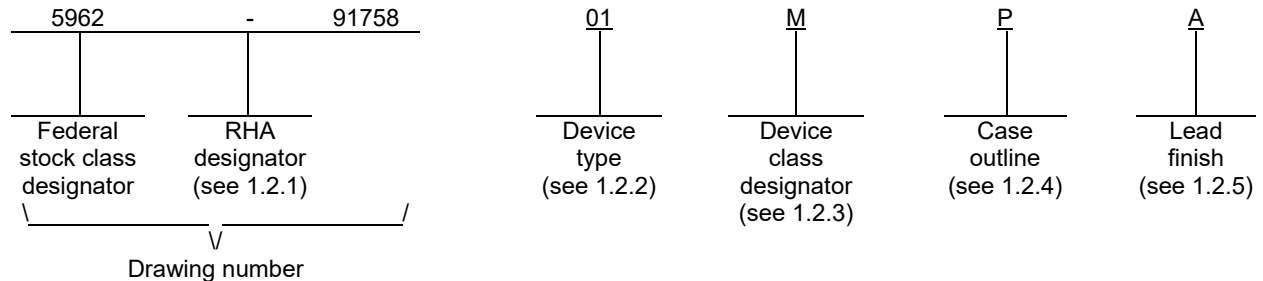 5962 - 91758 01 M P A
Federal stock class designator
RHA designator (see 1.2.1)
Device type (see 1.2.2)
Device class designator (see 1.2.3)
Case outline (see 1.2.4)
Lead finish (see 1.2.5)
\ /
\/
Drawing number